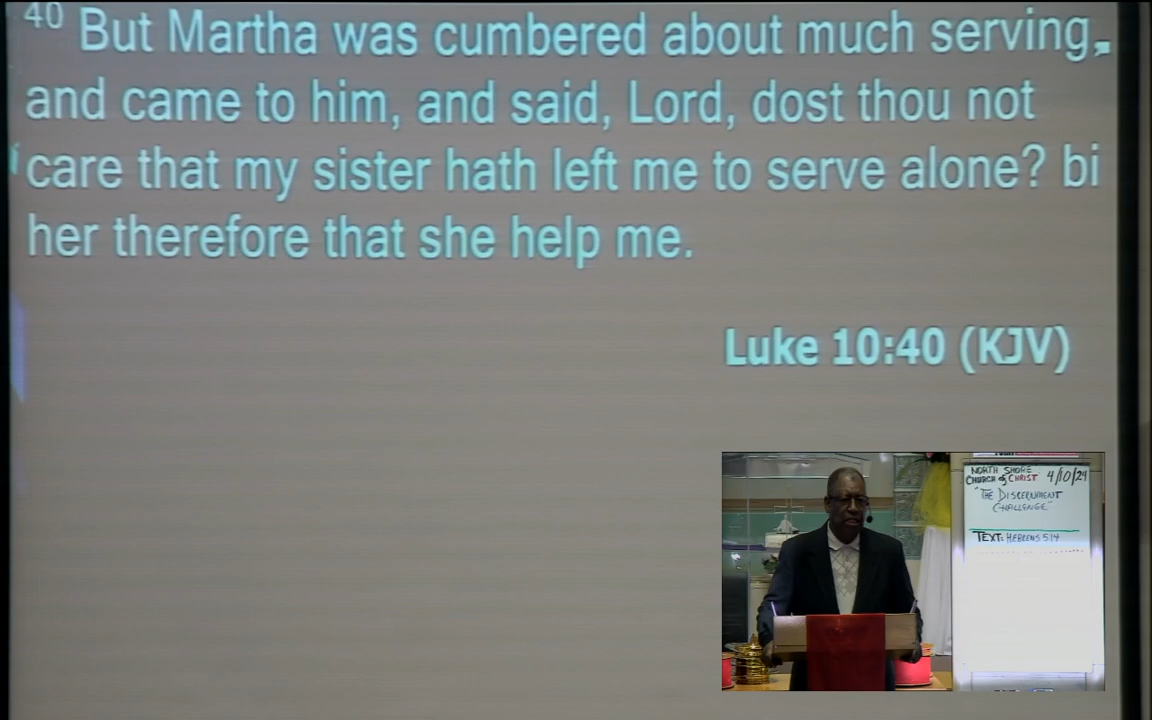 40 But Martha was cumbered about much serving,
and came to him, and said, Lord, dost thou not
care that my sister hath left me to serve alone? bi
her therefore that she help me.
Luke 10:40 (KJV)
NORTH SHORE
CHURCH of CHRIST 4/10/24
"THE DISCERNMENT
CHALLENGE"
TEXT: HEBREWS 5:14